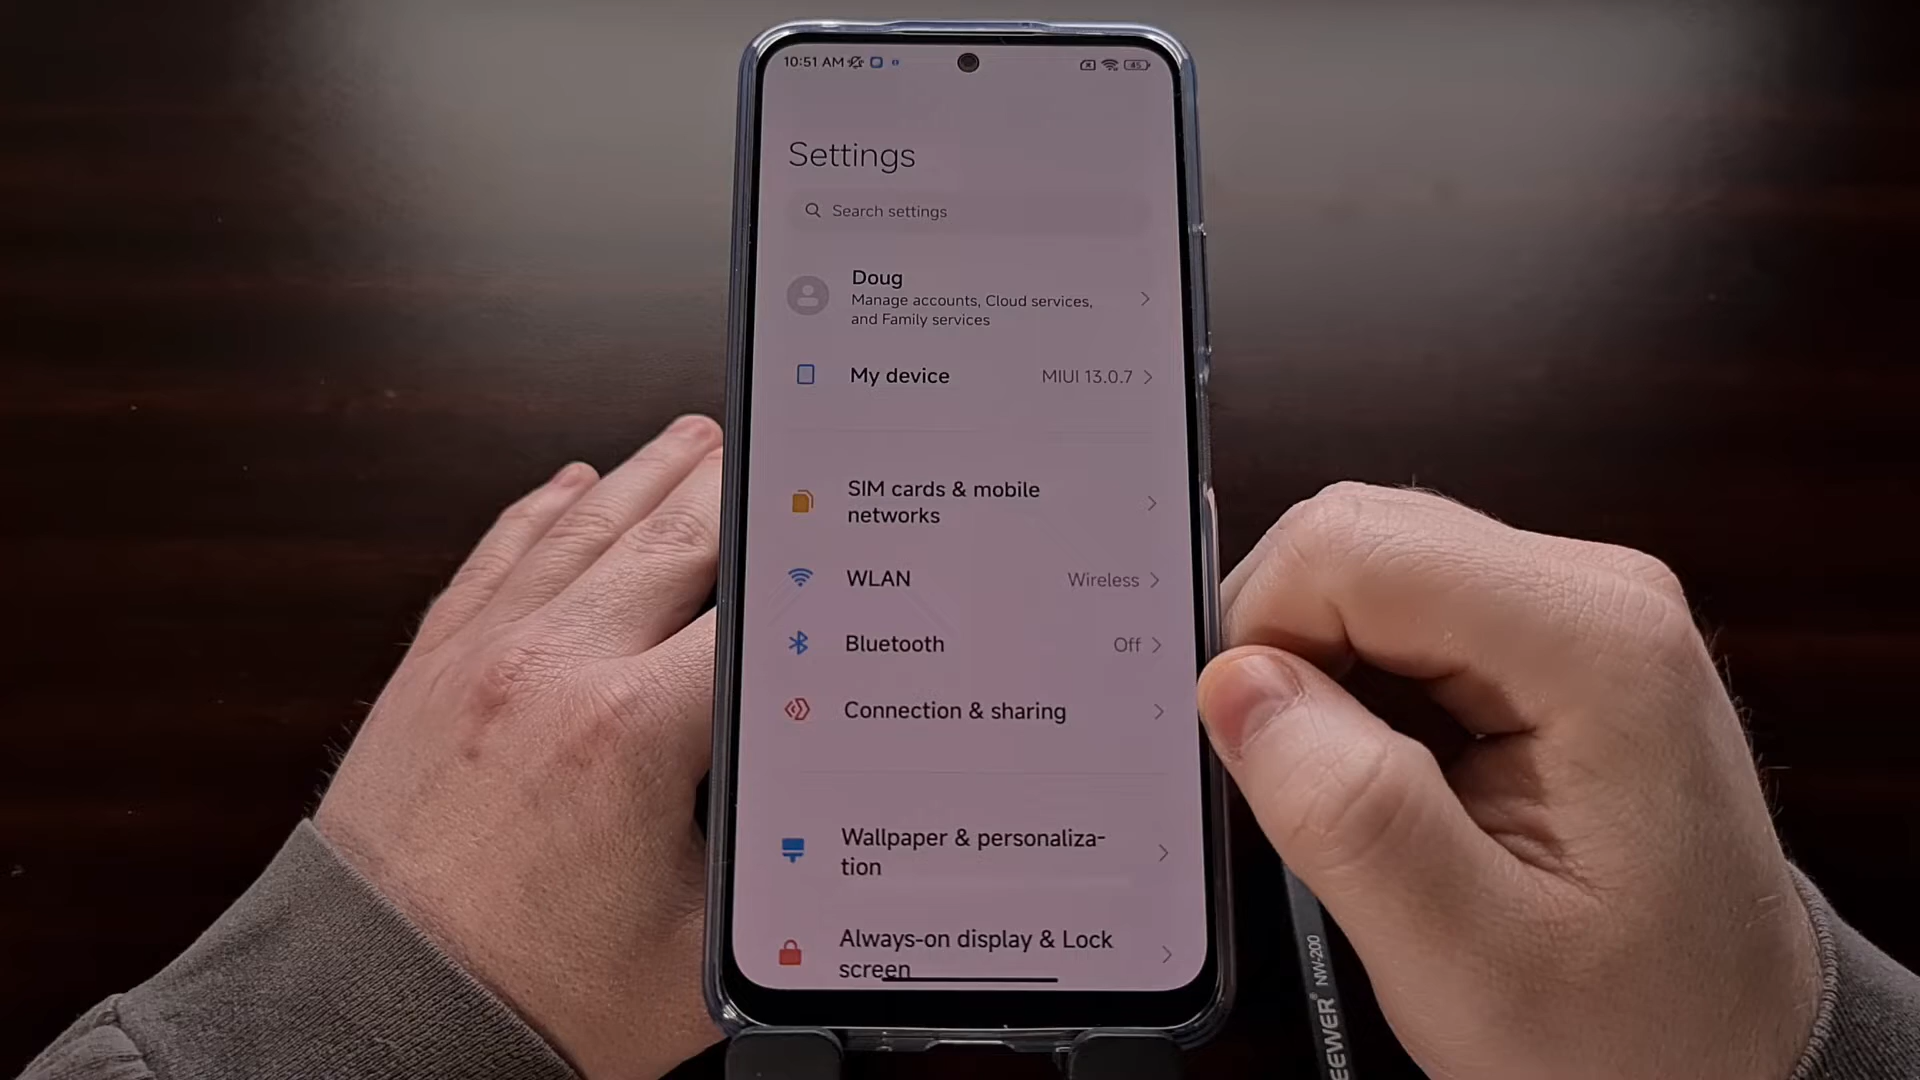 10:51 AM
45
Settings
Search settings
Doug
Manage accounts, Cloud services,
and Family services
My device
MIUI 13.0.7
SIM cards & mobile
networks
WLAN
Wireless
Bluetooth
Off
Connection & sharing
Wallpaper & personaliza-
tion
Always-on display & Lock
screen
EEWER® NW-200